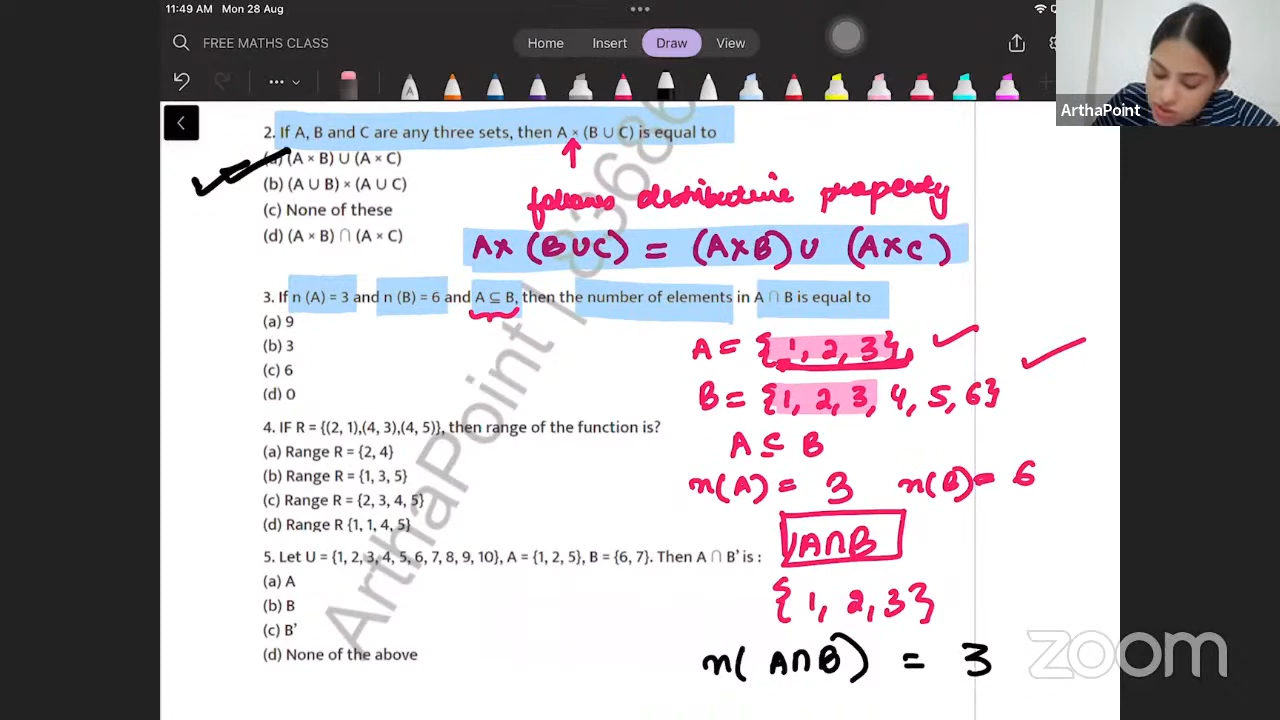 11:49 AM Mon 28 Aug
FREE MATHS CLASS
Home Insert Draw View
ArthaPoint
2. If A, B and C are any three sets, then A × (B ∪ C) is equal to
(a) (A × B) ∪ (A × C)
(b) (A ∪ B) × (A ∪ C)
(c) None of these
(d) (A × B) ∩ (A × C)
follows distributive property
A× (B∪C) = (A×B) ∪ (A×C)
3. If n (A) = 3 and n (B) = 6 and A ⊆ B, then the number of elements in A ∩ B is equal to
(a) 9
(b) 3
(c) 6
(d) 0
A = {1, 2, 3},
B = {1, 2, 3, 4, 5, 6}
A ⊆ B
n(A) = 3 n(B) = 6
A∩B
{1, 2, 3}
n(A∩B) = 3
4. IF R = {(2, 1),(4, 3),(4, 5)}, then range of the function is?
(a) Range R = {2, 4}
(b) Range R = {1, 3, 5}
(c) Range R = {2, 3, 4, 5}
(d) Range R {1, 1, 4, 5}
5. Let U = {1, 2, 3, 4, 5, 6, 7, 8, 9, 10}, A = {1, 2, 5}, B = {6, 7}. Then A ∩ B' is :
(a) A
(b) B
(c) B'
(d) None of the above
ArthaPoint | 83686
zoom